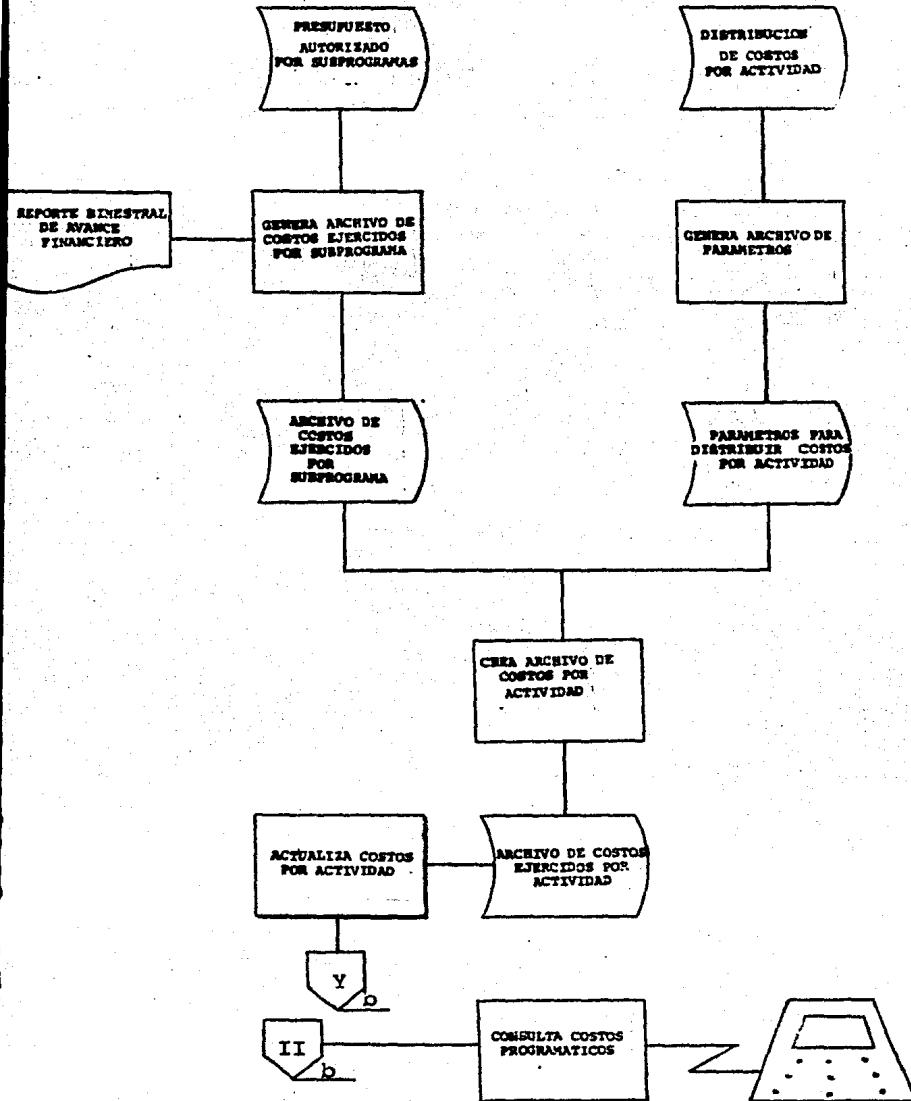 PRESUPUESTO
AUTORIZADO
POR SUBPROGRAMAS
DISTRIBUCION
DE COSTOS
POR ACTIVIDAD
REPORTE BIMESTRAL
DE AVANCE
FINANCIERO
GENERA ARCHIVO DE
COSTOS EJERCIDOS
POR SUBPROGRAMA
GENERA ARCHIVO DE
PARAMETROS
ARCHIVO DE
COSTOS
EJERCIDOS
POR
SUBPROGRAMA
PARAMETROS PARA
DISTRIBUIR COSTOS
POR ACTIVIDAD
CREA ARCHIVO DE
COSTOS POR
ACTIVIDAD
ACTUALIZA COSTOS
POR ACTIVIDAD
ARCHIVO DE COSTOS
EJERCIDOS POR
ACTIVIDAD
Y
II
b
CONSULTA COSTOS
PROGRAMATICOS